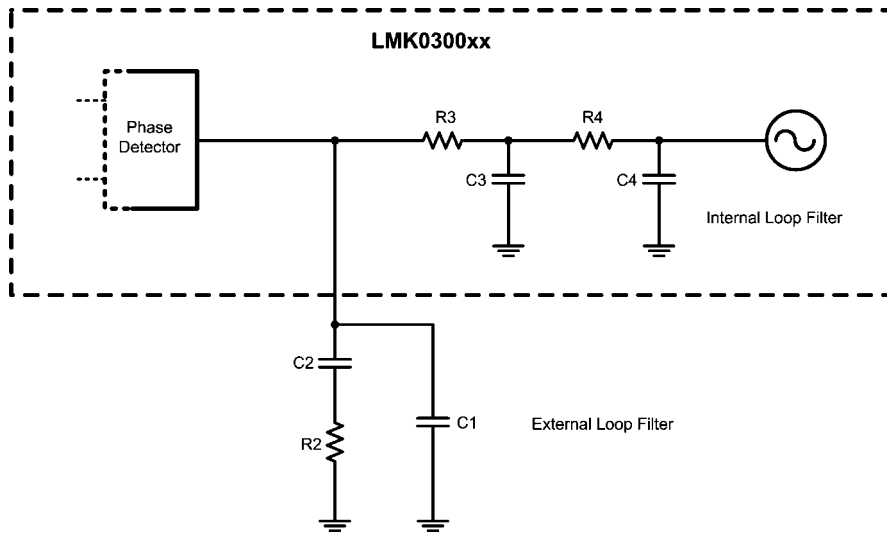 LMK0300xx
Phase
Detector
R3
R4
C3
C4
Internal Loop Filter
C2
R2
C1
External Loop Filter